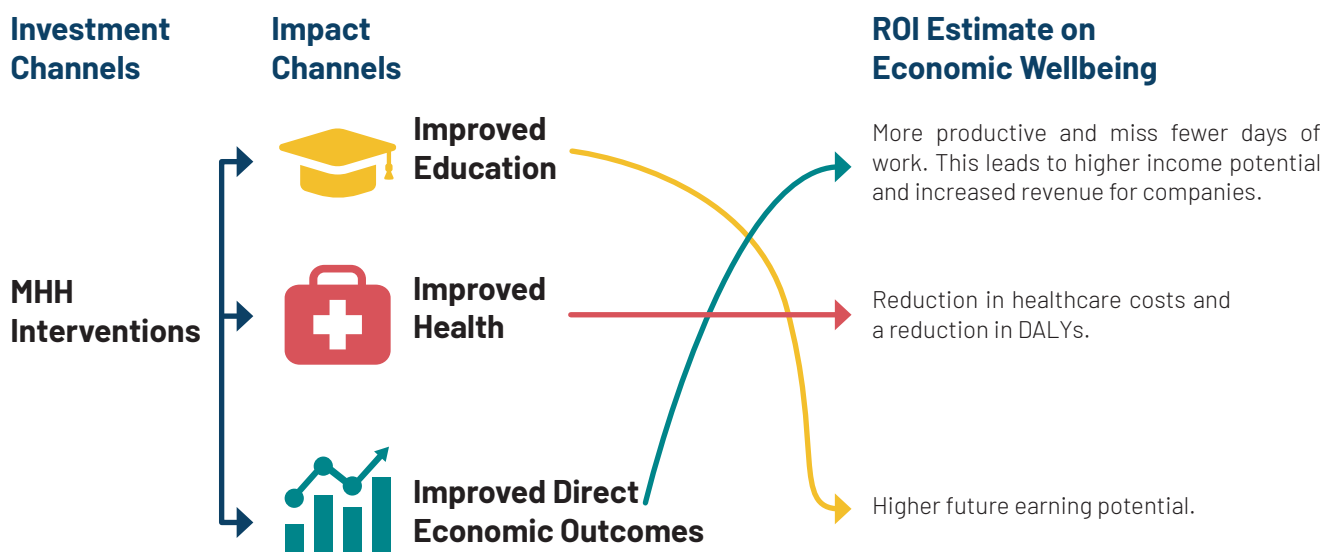 Investment
Channels
Impact
Channels
ROI Estimate on
Economic Wellbeing
MHH
Interventions
Improved
Education
Improved
Health
Improved Direct
Economic Outcomes
More productive and miss fewer days of
work. This leads to higher income potential
and increased revenue for companies.
Reduction in healthcare costs and
a reduction in DALYs.
Higher future earning potential.